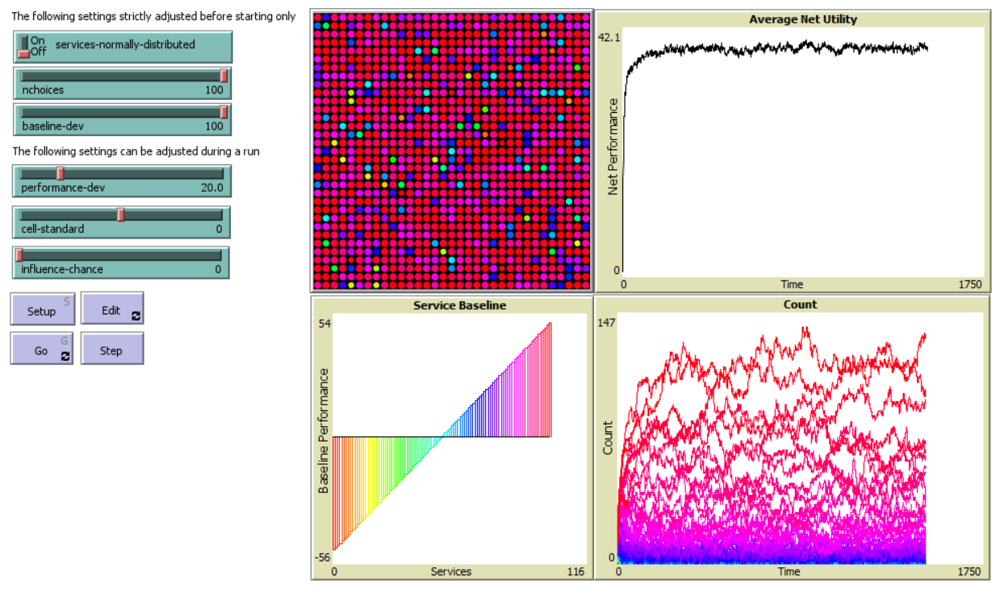 The following settings strictly adjusted before starting only
On
Off
services-normally-distributed
nchoices 100
baseline-dev 100
The following settings can be adjusted during a run
performance-dev 20.0
cell-standard 0
influence-chance 0
Setup S
Edit
Go G
Step
Average Net Utility
42.1
Net Performance
0
0 Time 1750
Service Baseline
54
Baseline Performance
-56
0 Services 116
Count
147
Count
0
0 Time 1750